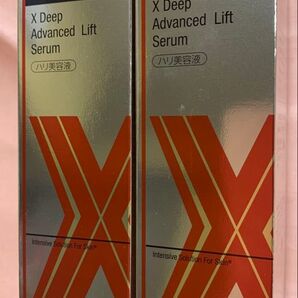 X Deep
Advanced Lift
Serum
ハリ美容液
X
Intensive Solution For Skin®
X Deep
Advanced Lift
Serum
ハリ美容液
X
Intensive Solution For Skin®